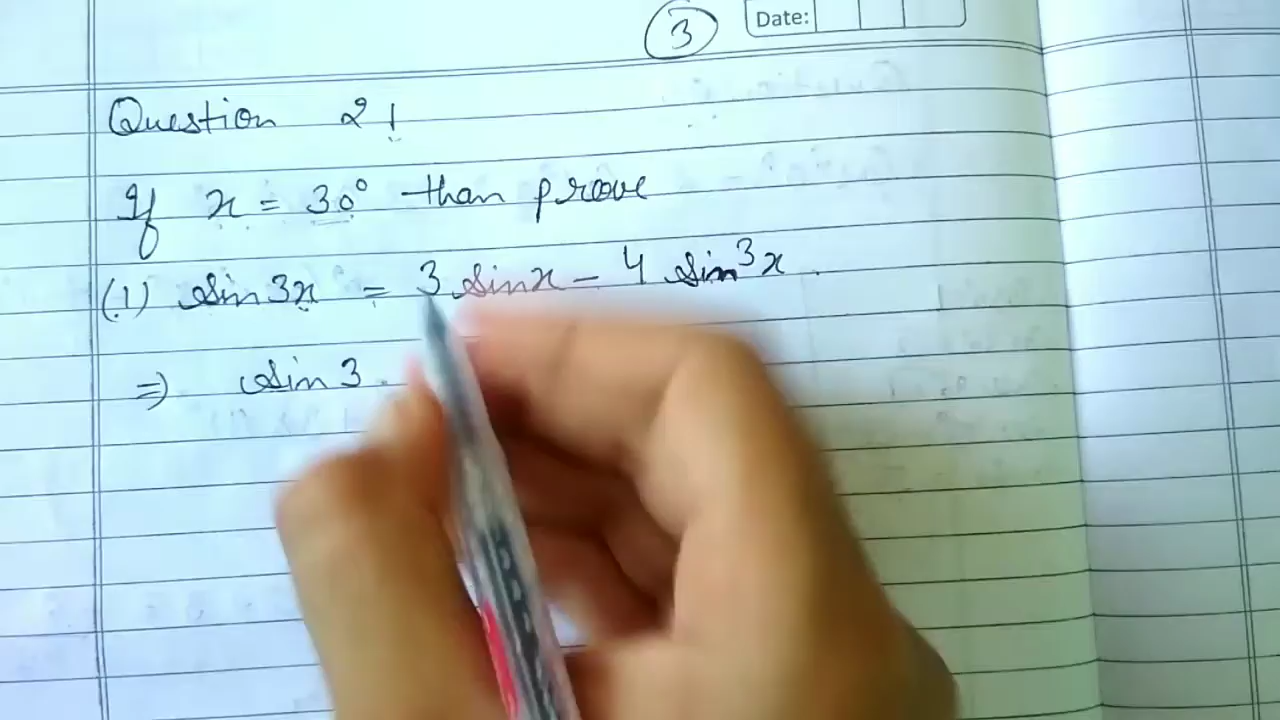 3 Date:
Question 2!
If x = 30° than prove
(1) Sin 3x = 3 Sin x - 4 Sin³x
⇒ Sin 3.